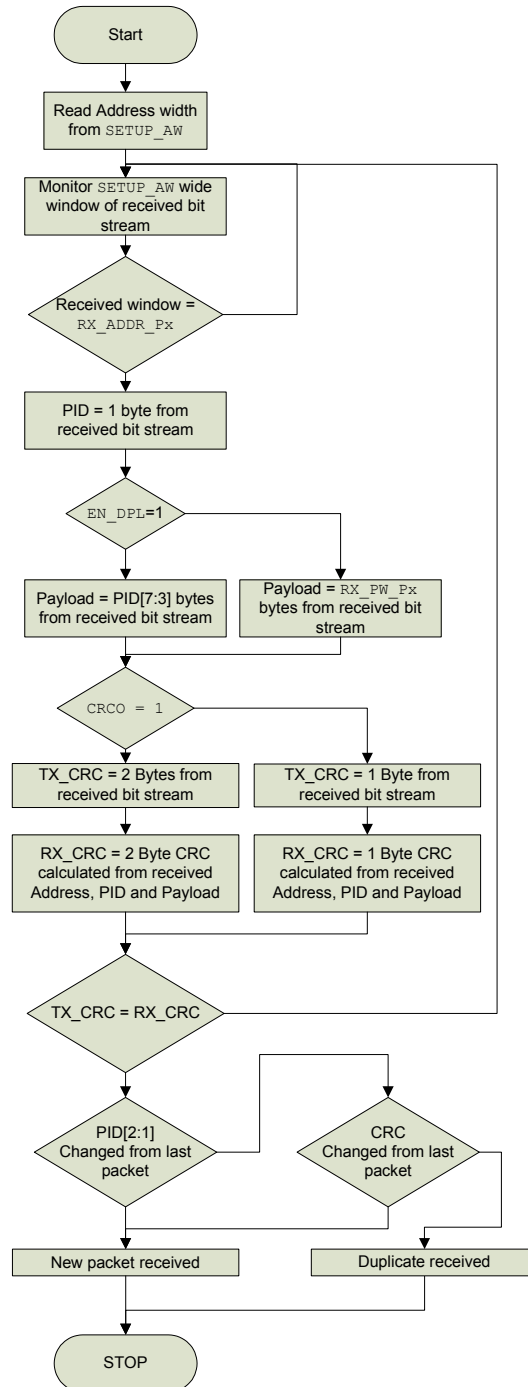 Start
Read Address width
from SETUP_AW
Monitor SETUP_AW wide
window of received bit
stream
Received window =
RX_ADDR_Px
PID = 1 byte from
received bit stream
EN_DPL=1
Payload = PID[7:3] bytes
from received bit stream
Payload = RX_PW_Px
bytes from received bit
stream
CRCO = 1
TX_CRC = 2 Bytes from
received bit stream
TX_CRC = 1 Byte from
received bit stream
RX_CRC = 2 Byte CRC
calculated from received
Address, PID and Payload
RX_CRC = 1 Byte CRC
calculated from received
Address, PID and Payload
TX_CRC = RX_CRC
PID[2:1]
Changed from last
packet
CRC
Changed from last
packet
New packet received
Duplicate received
STOP